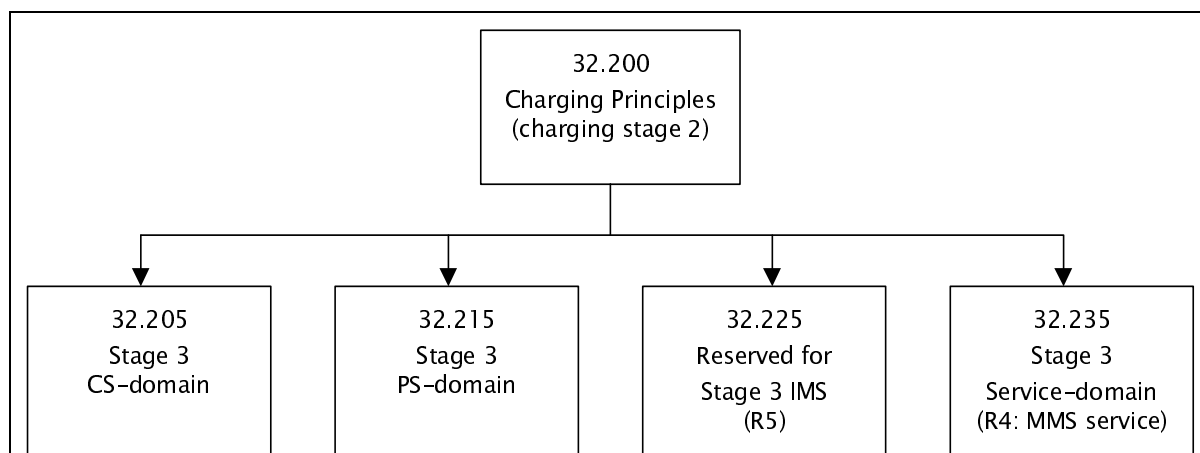 32.200
Charging Principles
(charging stage 2)
32.205
Stage 3
CS-domain
32.215
Stage 3
PS-domain
32.225
Reserved for
Stage 3 IMS
(R5)
32.235
Stage 3
Service-domain
(R4: MMS service)